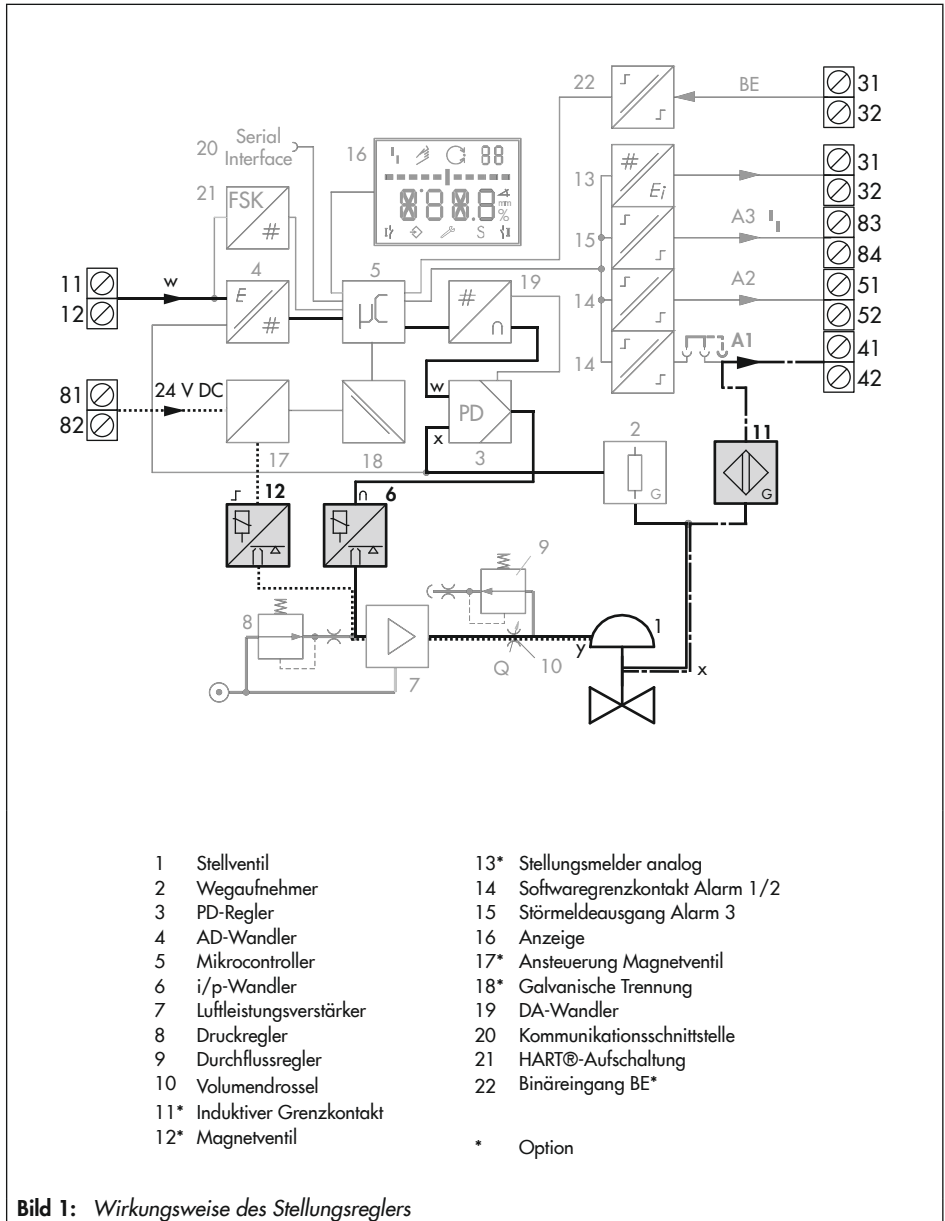 22 BE 31
32
20 Serial Interface
16 88
8.8.8.8 mm %
S
13 # Ei 31
32
21 FSK #
15 A3 83
84
11 w 4 E # 5 µC # n 19
12
14 A2 51
52
14 A1 41
42
81 24 V DC
82
w PD x 3
2 G
11 G
17 18
12 n 6
8 7 9 Q 10 y 1 x
1 Stellventil
2 Wegaufnehmer
3 PD-Regler
4 AD-Wandler
5 Mikrocontroller
6 i/p-Wandler
7 Luftleistungsverstärker
8 Druckregler
9 Durchflussregler
10 Volumendrossel
11* Induktiver Grenzkontakt
12* Magnetventil
13* Stellungsmelder analog
14 Softwaregrenzkontakt Alarm 1/2
15 Störmeldeausgang Alarm 3
16 Anzeige
17* Ansteuerung Magnetventil
18* Galvanische Trennung
19 DA-Wandler
20 Kommunikationsschnittstelle
21 HART®-Aufschaltung
22 Binäreingang BE*
* Option
Bild 1: Wirkungsweise des Stellungsreglers